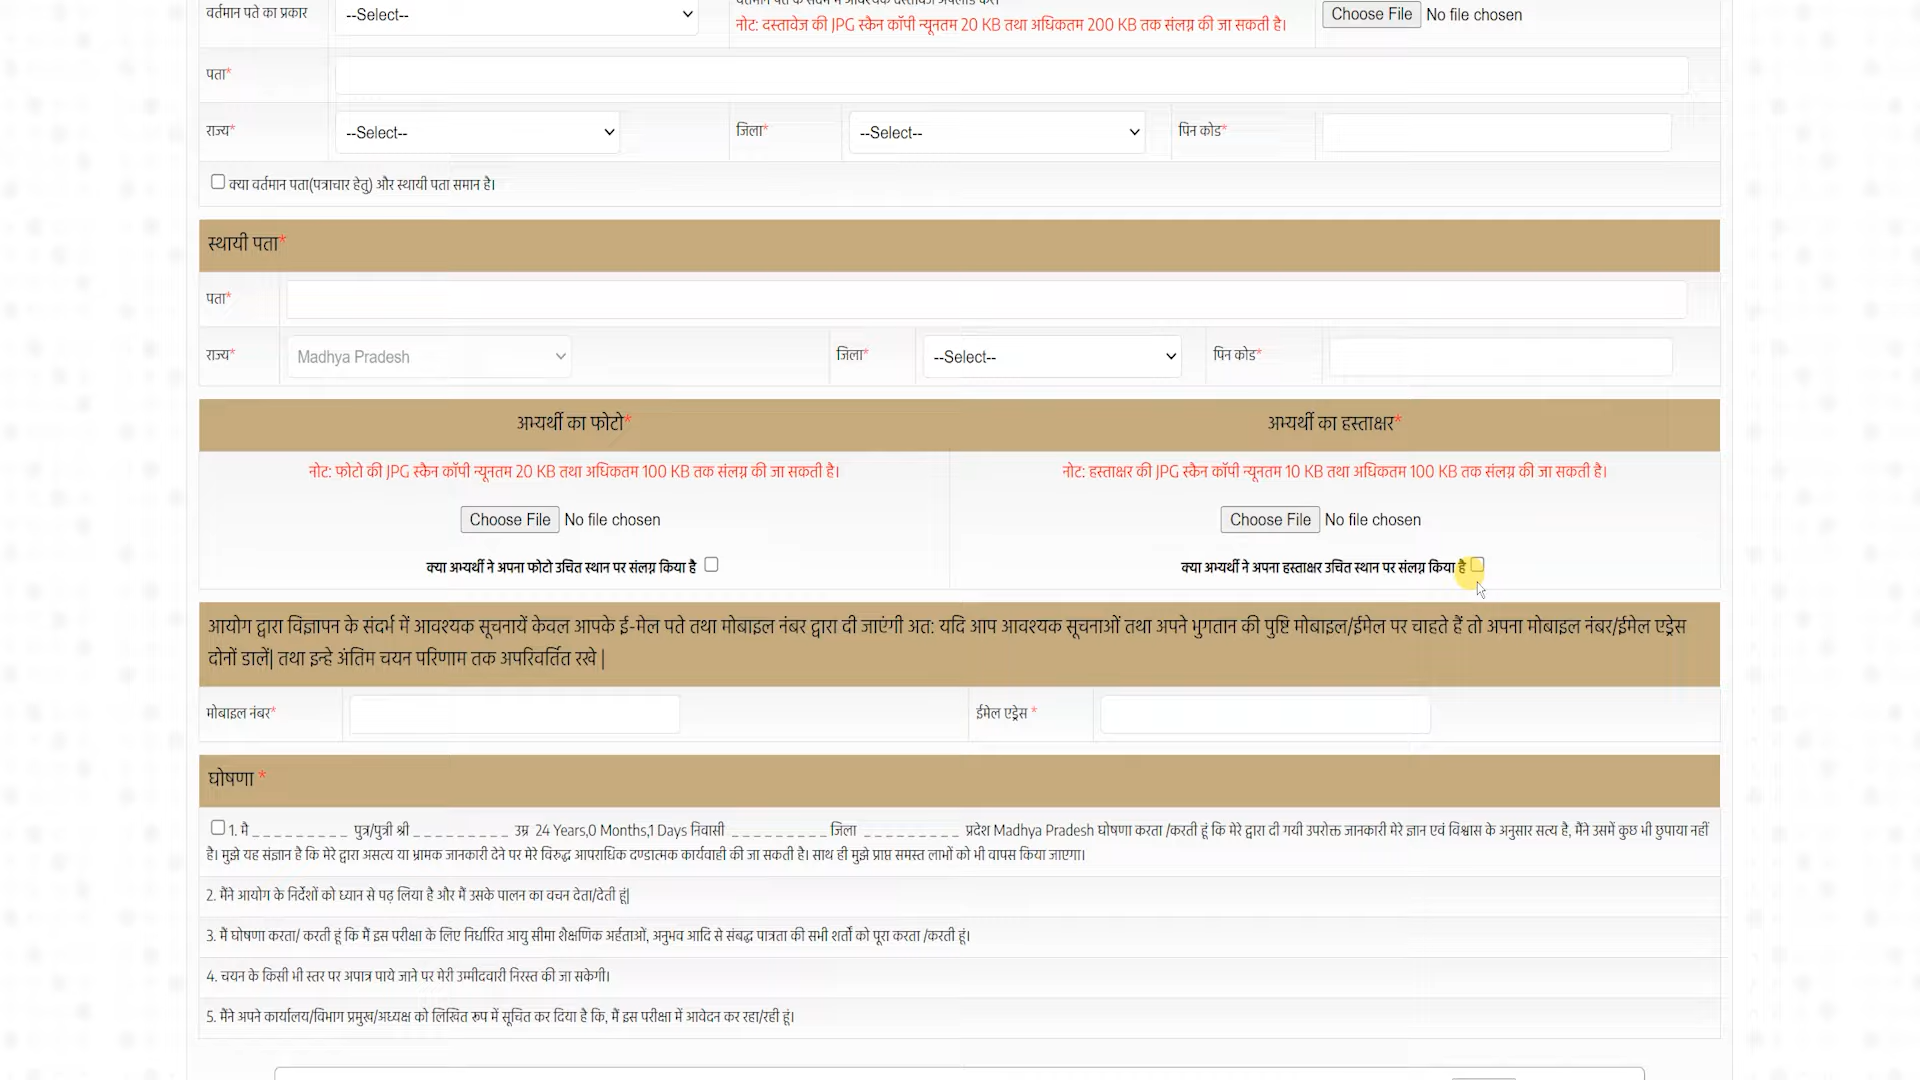 वर्तमान पते का प्रकार --Select-- Choose File No file chosen
नोट: दस्तावेज की JPG स्कैन कॉपी न्यूनतम 20 KB तथा अधिकतम 200 KB तक संलग्न की जा सकती है।
पता*
राज्य* --Select-- जिला* --Select-- पिन कोड*
क्या वर्तमान पता(पत्राचार हेतु) और स्थायी पता समान है।
स्थायी पता*
पता*
राज्य* Madhya Pradesh जिला* --Select-- पिन कोड*
अभ्यर्थी का फोटो* अभ्यर्थी का हस्ताक्षर*
नोट: फोटो की JPG स्कैन कॉपी न्यूनतम 20 KB तथा अधिकतम 100 KB तक संलग्न की जा सकती है। नोट: हस्ताक्षर की JPG स्कैन कॉपी न्यूनतम 10 KB तथा अधिकतम 100 KB तक संलग्न की जा सकती है।
Choose File No file chosen Choose File No file chosen
क्या अभ्यर्थी ने अपना फोटो उचित स्थान पर संलग्न किया है क्या अभ्यर्थी ने अपना हस्ताक्षर उचित स्थान पर संलग्न किया है
आयोग द्वारा विज्ञापन के संदर्भ में आवश्यक सूचनायें केवल आपके ई-मेल पते तथा मोबाइल नंबर द्वारा दी जाएंगी अत: यदि आप आवश्यक सूचनाओं तथा अपने भुगतान की पुष्टि मोबाइल/ईमेल पर चाहते हैं तो अपना मोबाइल नंबर/ईमेल एड्रेस
दोनों डालें| तथा इन्हे अंतिम चयन परिणाम तक अपरिवर्तित रखे |
मोबाइल नंबर* ईमेल एड्रेस *
घोषणा *
1. मै _ _ _ _ _ _ _ _ _ पुत्र/पुत्री श्री _ _ _ _ _ _ _ _ _ उम्र 24 Years,0 Months,1 Days निवासी _ _ _ _ _ _ _ _ _ जिला _ _ _ _ _ _ _ _ _ प्रदेश Madhya Pradesh घोषणा करता /करती हूं कि मेरे द्वारा दी गयी उपरोक्त जानकारी मेरे ज्ञान एवं विश्वास के अनुसार सत्य है, मैंने उसमें कुछ भी छुपाया नहीं
है। मुझे यह संज्ञान है कि मेरे द्वारा असत्य या भ्रामक जानकारी देने पर मेरे विरुद्ध आपराधिक दण्डात्मक कार्यवाही की जा सकती है। साथ ही मुझे प्राप्त समस्त लाभों को भी वापस किया जाएगा।
2. मैंने आयोग के निर्देशों को ध्यान से पढ़ लिया है और मैं उसके पालन का वचन देता/देती हूं|
3. मैं घोषणा करता/ करती हूं कि मैं इस परीक्षा के लिए निर्धारित आयु सीमा शैक्षणिक अर्हताओं, अनुभव आदि से संबद्ध पात्रता की सभी शर्तो को पूरा करता /करती हूं।
4. चयन के किसी भी स्तर पर अपात्र पाये जाने पर मेरी उम्मीदवारी निरस्त की जा सकेगी।
5. मैंने अपने कार्यालय/विभाग प्रमुख/अध्यक्ष को लिखित रूप में सूचित कर दिया है कि, मैं इस परीक्षा में आवेदन कर रहा/रही हूं।